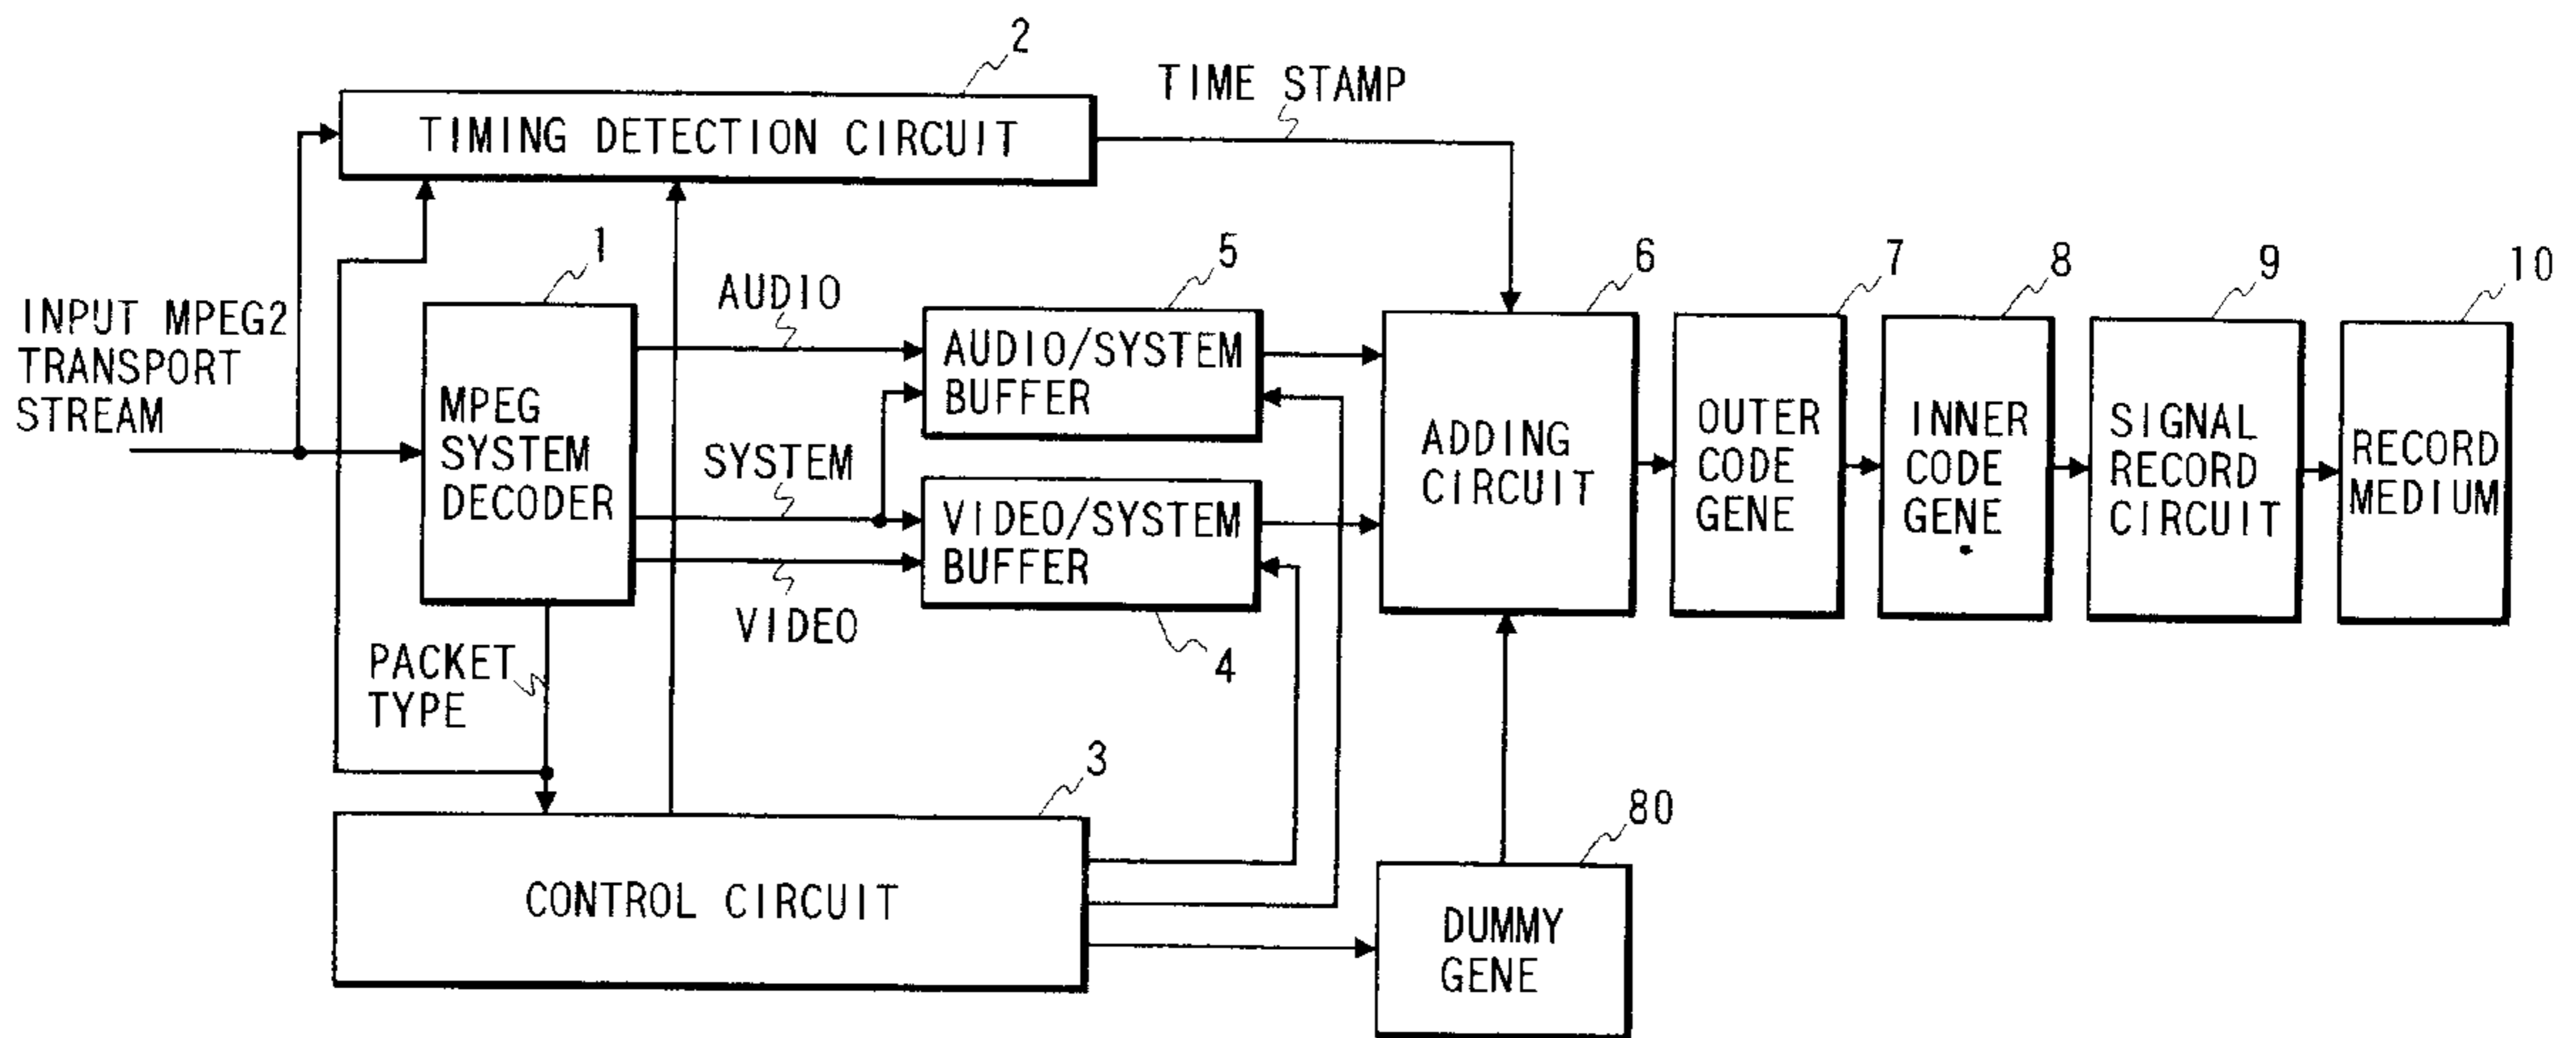 2
TIME STAMP
TIMING DETECTION CIRCUIT
1
AUDIO
5
6
7
8
9
10
INPUT MPEG2
TRANSPORT
STREAM
MPEG
SYSTEM
DECODER
AUDIO/SYSTEM
BUFFER
SYSTEM
VIDEO/SYSTEM
BUFFER
VIDEO
4
ADDING
CIRCUIT
OUTER
CODE
GENE
INNER
CODE
GENE
SIGNAL
RECORD
CIRCUIT
RECORD
MEDIUM
PACKET
TYPE
3
CONTROL CIRCUIT
80
DUMMY
GENE